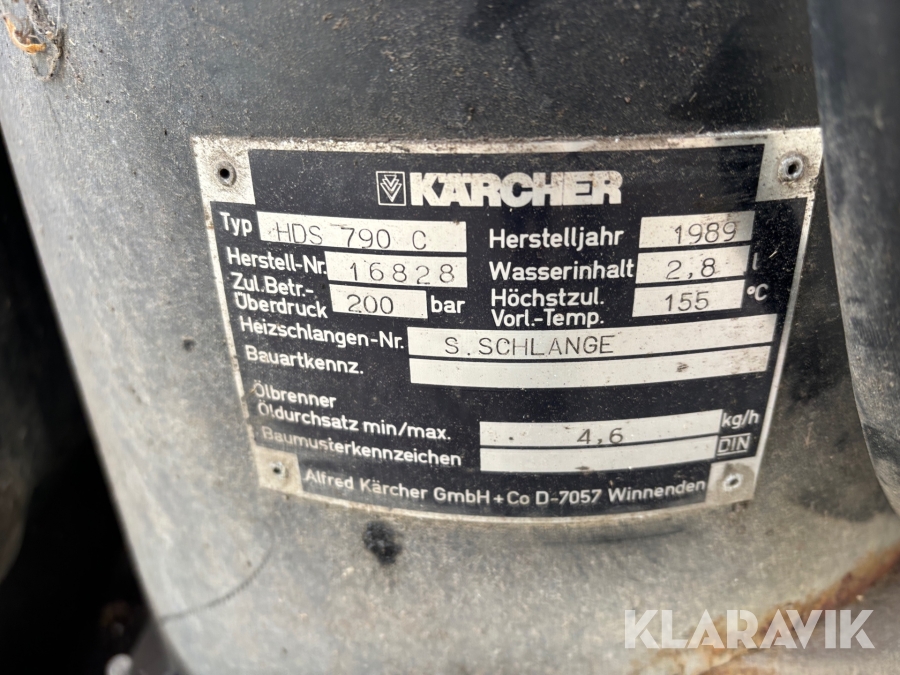 KÄRCHER
Typ HDS 790 C Herstelljahr 1989
Herstell-Nr. 16828 Wasserinhalt 2,8 l
Zul.Betr.-
Überdruck 200 bar Höchstzul.
Vorl.-Temp. 155 °C
Heizschlangen-Nr. S.SCHLANGE
Bauartkennz.
Ölbrenner
Öldurchsatz min/max. 4,6 kg/h
Baumusterkennzeichen DIN
Alfred Kärcher GmbH+Co D-7057 Winnenden
KLARAVIK